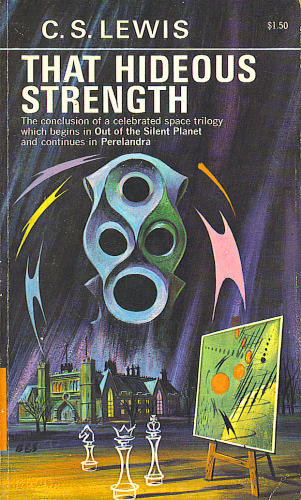 C. S. LEWIS
$1.50
THAT HIDEOUS
STRENGTH
The conclusion of a celebrated space trilogy
which begins in Out of the Silent Planet
and continues in Perelandra